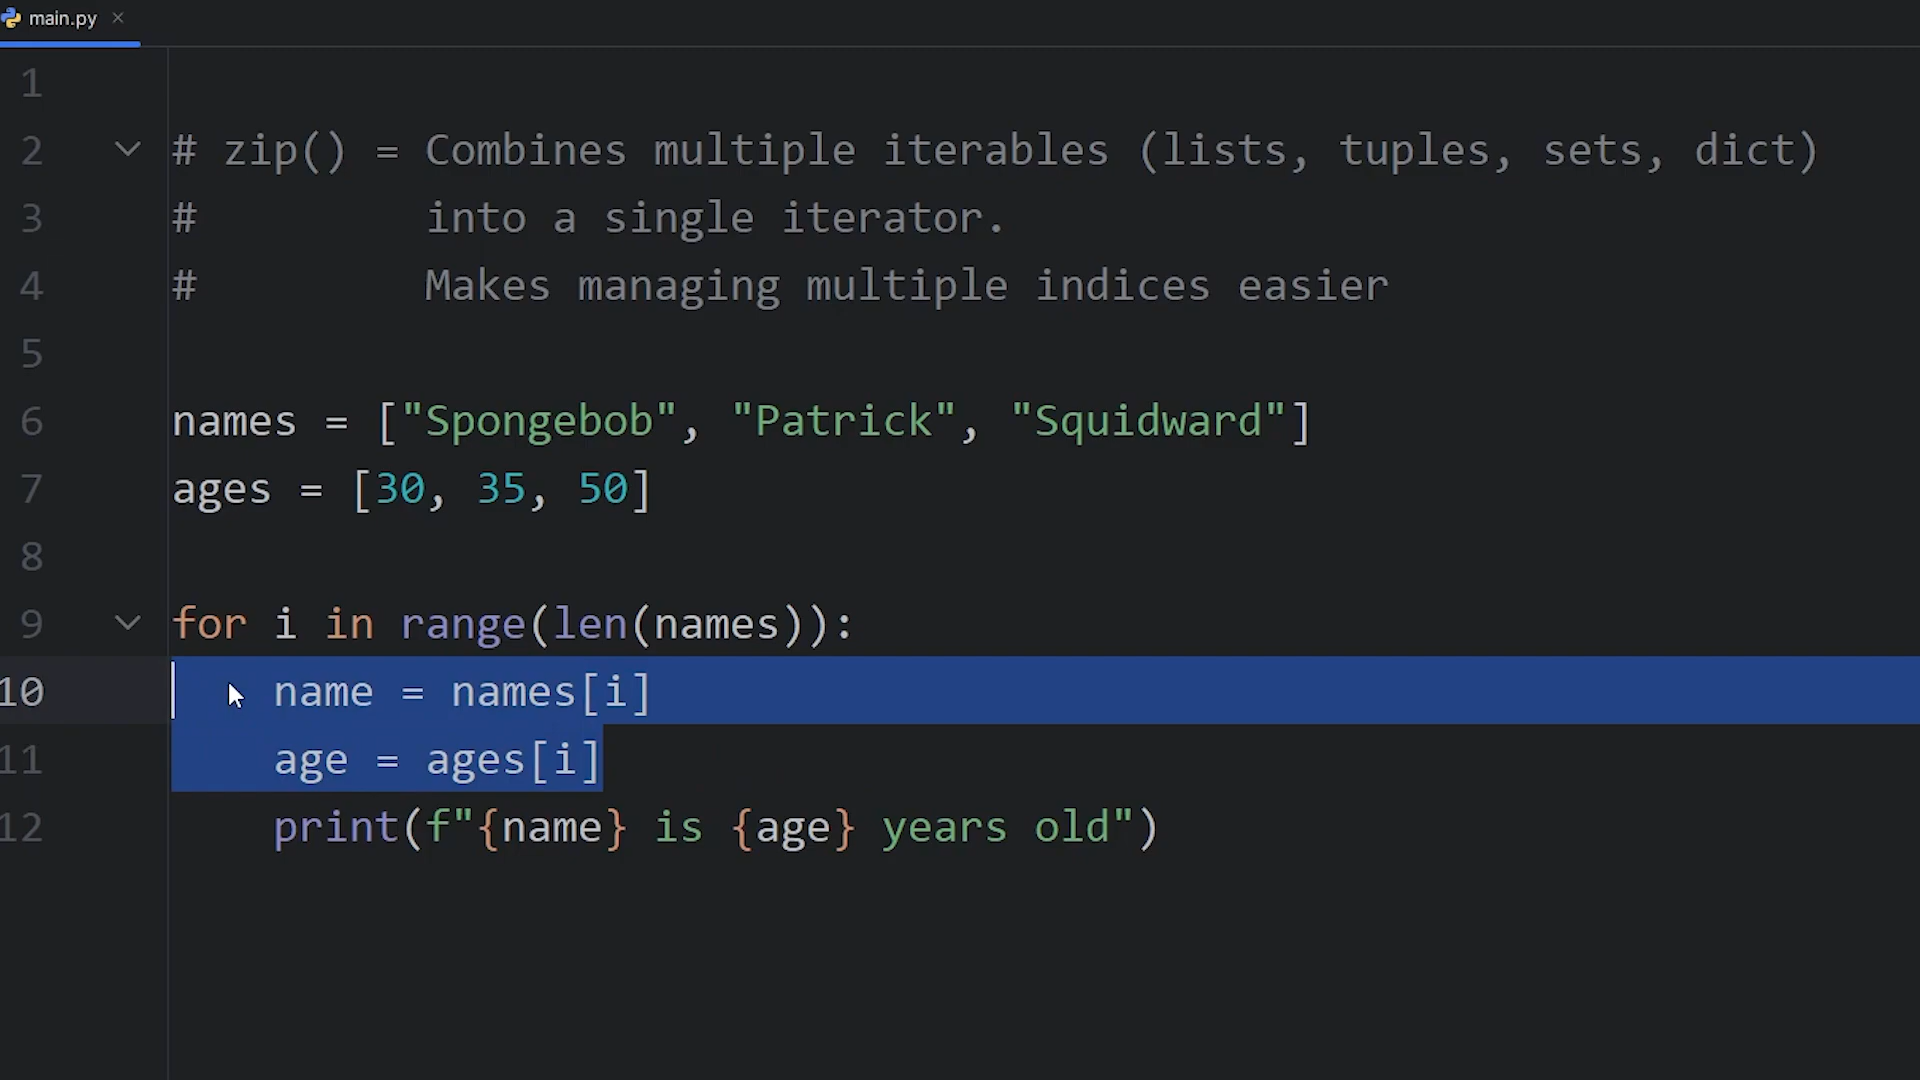 main.py
1
2 # zip() = Combines multiple iterables (lists, tuples, sets, dict)
3 #         into a single iterator.
4 #         Makes managing multiple indices easier
5
6 names = ["Spongebob", "Patrick", "Squidward"]
7 ages = [30, 35, 50]
8
9 for i in range(len(names)):
10     name = names[i]
11     age = ages[i]
12     print(f"{name} is {age} years old")